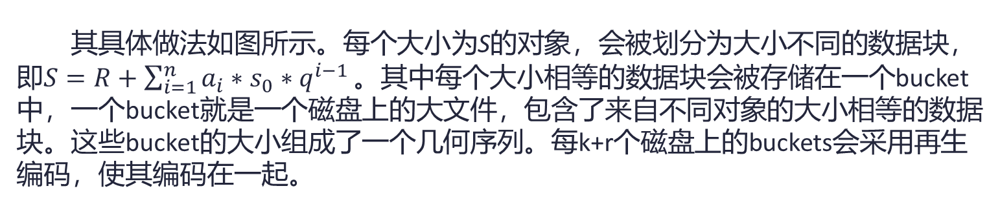 其具体做法如图所示。每个大小为S的对象，会被划分为大小不同的数据块，
即$S = R + \sum_{i=1}^{n} a_i * s_0 * q^{i-1}$ 。其中每个大小相等的数据块会被存储在一个bucket
中，一个bucket就是一个磁盘上的大文件，包含了来自不同对象的大小相等的数据
块。这些bucket的大小组成了一个几何序列。每k+r个磁盘上的buckets会采用再生
编码，使其编码在一起。